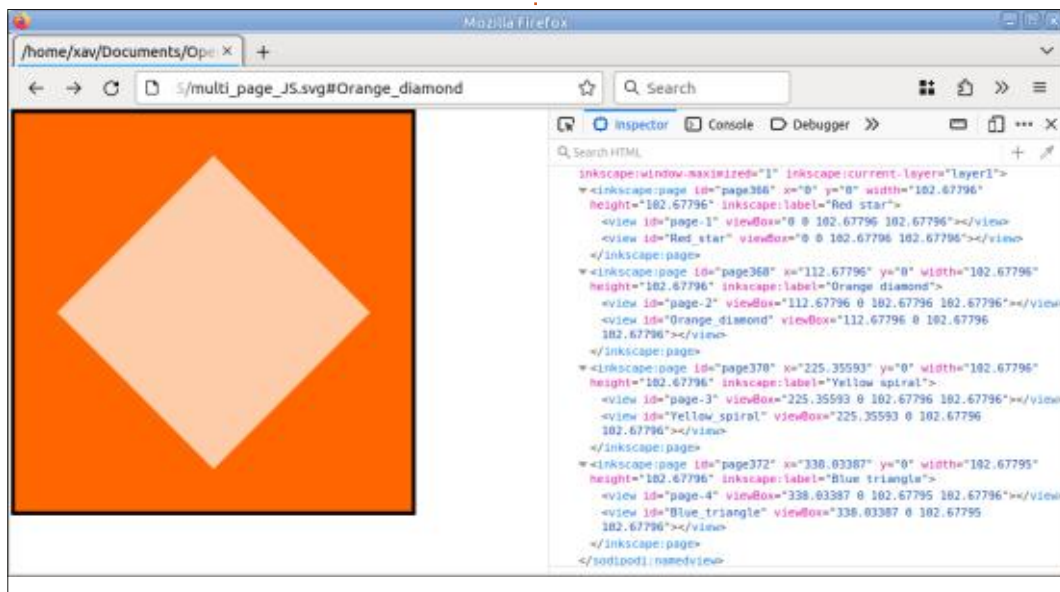 Mozilla Firefox
/home/xav/Documents/Ope × +
S/multi_page_JS.svg#Orange_diamond
Search
Inspector Console Debugger
Search HTML
inkscape:window-maximized="1" inkscape:current-layer="layer1">
<inkscape:page id="page366" x="0" y="0" width="102.67796"
height="102.67796" inkscape:label="Red star">
<view id="page-1" viewBox="0 0 102.67796 102.67796"></view>
<view id="Red_star" viewBox="0 0 102.67796 102.67796"></view>
</inkscape:page>
<inkscape:page id="page368" x="112.67796" y="0" width="102.67796"
height="102.67796" inkscape:label="Orange diamond">
<view id="page-2" viewBox="112.67796 0 102.67796 102.67796"></view>
<view id="Orange_diamond" viewBox="112.67796 0 102.67796
102.67796"></view>
</inkscape:page>
<inkscape:page id="page370" x="225.35593" y="0" width="102.67796"
height="102.67796" inkscape:label="Yellow spiral">
<view id="page-3" viewBox="225.35593 0 102.67796 102.67796"></view>
<view id="Yellow_spiral" viewBox="225.35593 0 102.67796
102.67796"></view>
</inkscape:page>
<inkscape:page id="page372" x="338.03387" y="0" width="102.67795"
height="102.67796" inkscape:label="Blue triangle">
<view id="page-4" viewBox="338.03387 0 102.67795 102.67796"></view>
<view id="Blue_triangle" viewBox="338.03387 0 102.67795
102.67796"></view>
</inkscape:page>
</sodipodi:namedview>